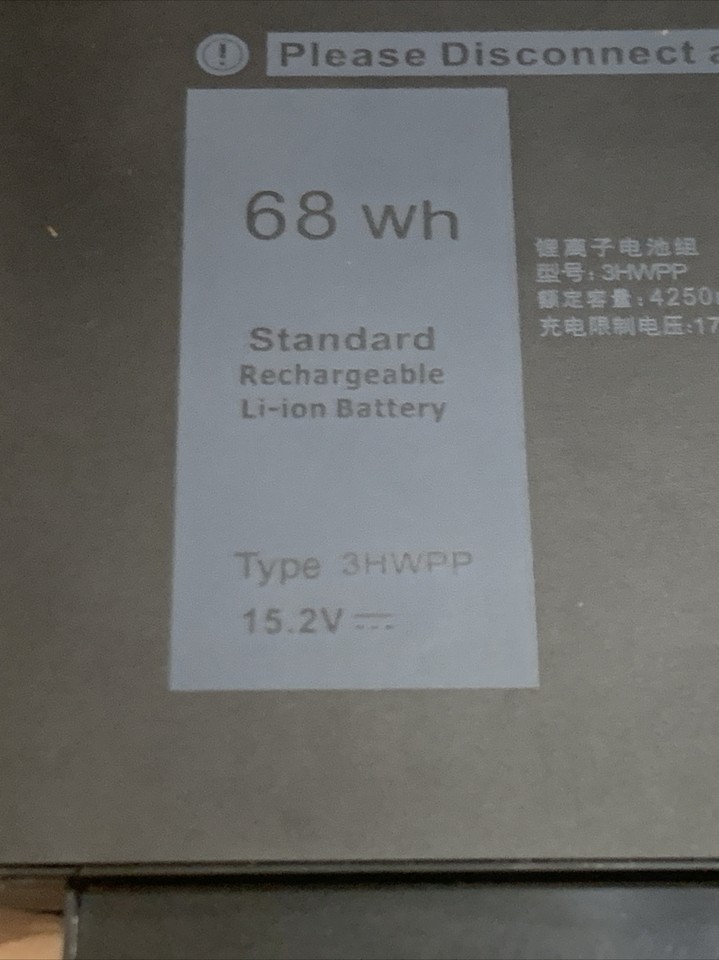 ! Please Disconnect a
68 Wh
Standard
Rechargeable
Li-ion Battery
Type 3HWPP
15.2V ⎓
锂离子电池组
型号: 3HWPP
额定容量: 4250
充电限制电压:17